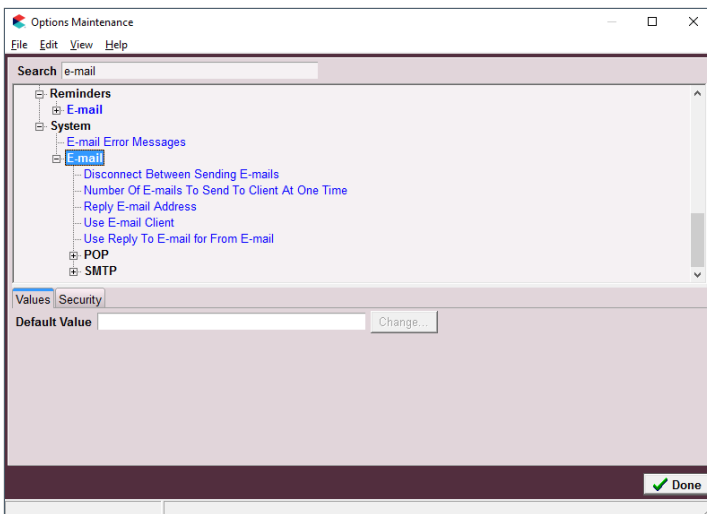 Options Maintenance
File Edit View Help
Search e-mail
Reminders
E-mail
System
E-mail Error Messages
E-mail
Disconnect Between Sending E-mails
Number Of E-mails To Send To Client At One Time
Reply E-mail Address
Use E-mail Client
Use Reply To E-mail for From E-mail
POP
SMTP
Values Security
Default Value Change...
Done